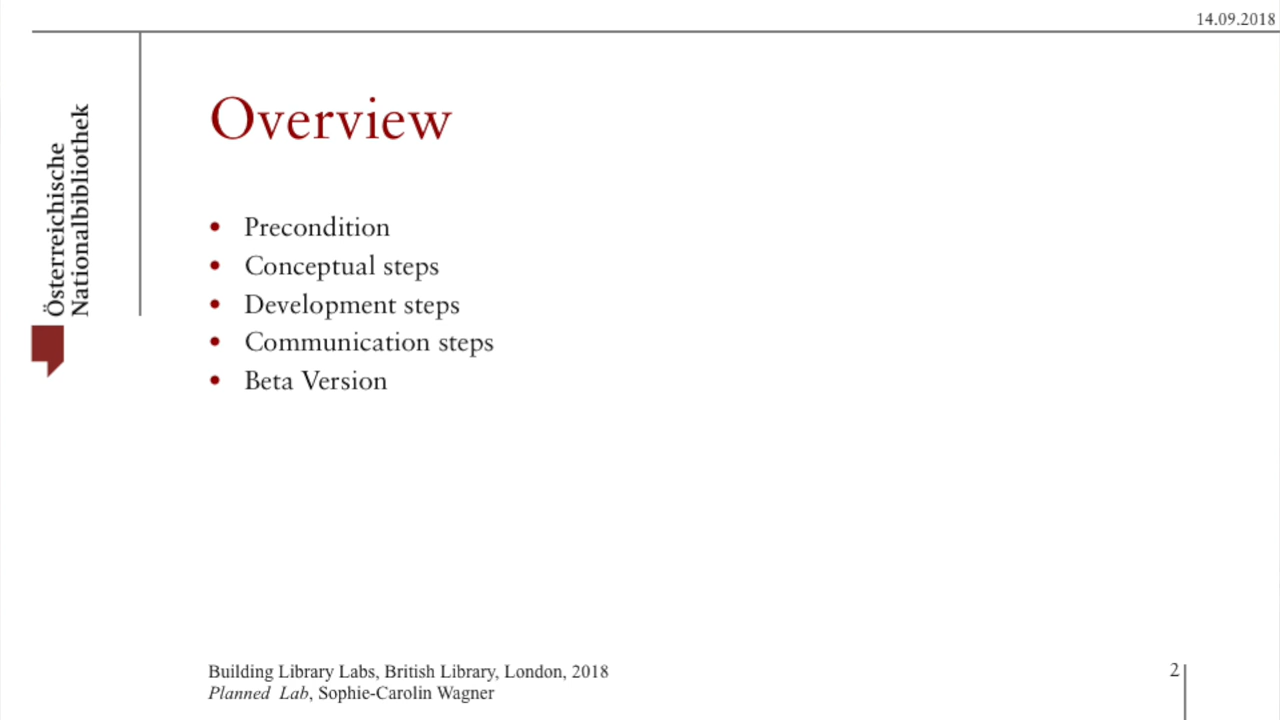 14.09.2018
Österreichische
Nationalbibliothek
Overview
• Precondition
• Conceptual steps
• Development steps
• Communication steps
• Beta Version
Building Library Labs, British Library, London, 2018
Planned Lab, Sophie-Carolin Wagner
2